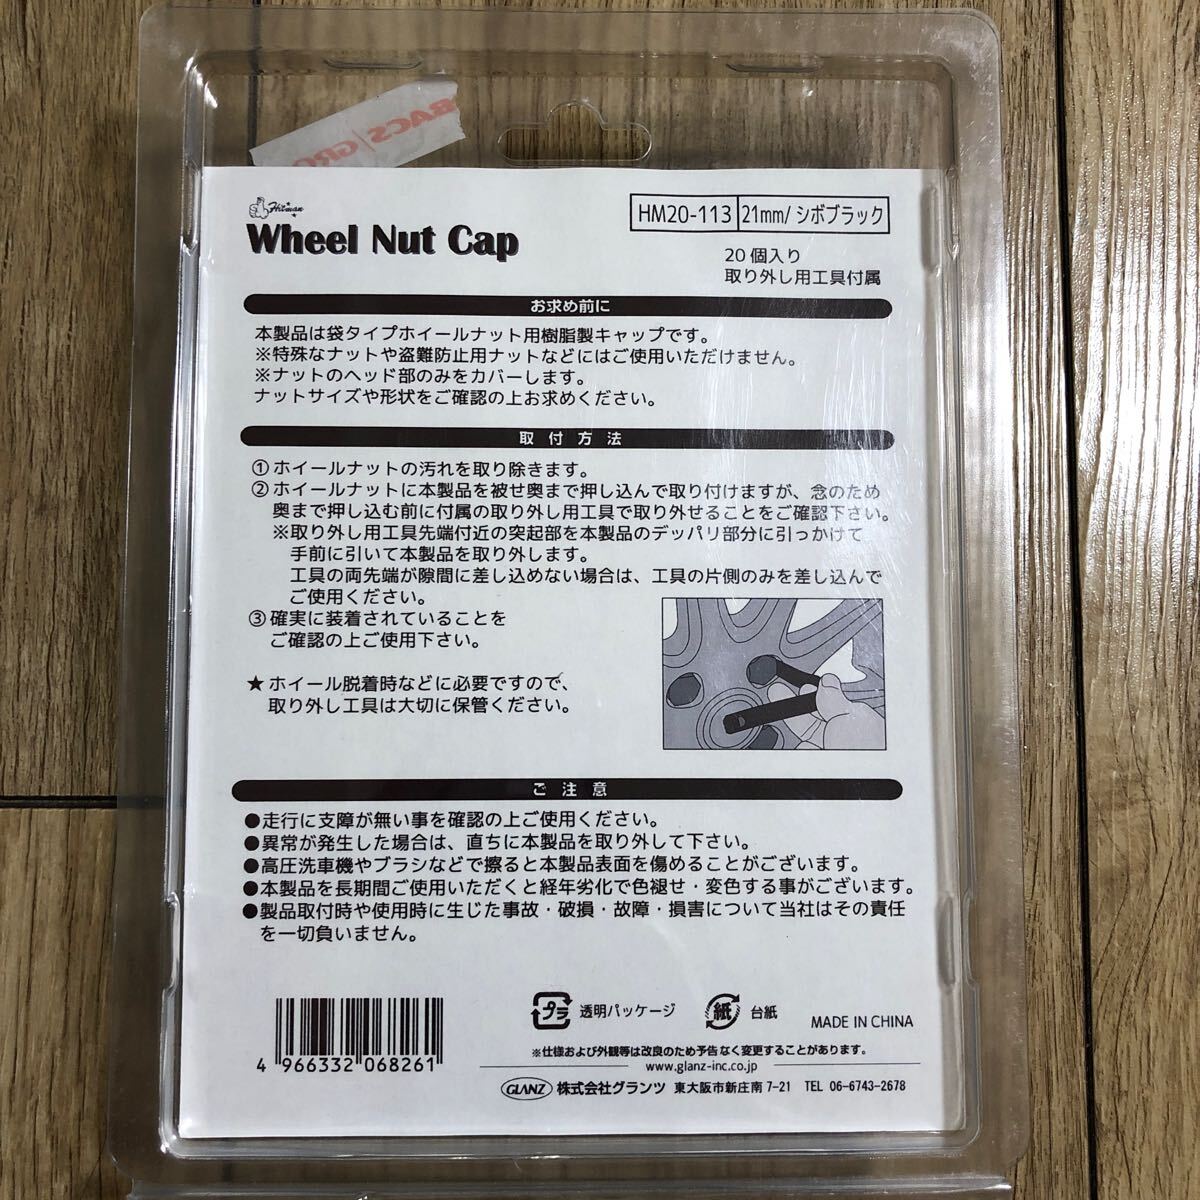 BACS GRO
Hitman
Wheel Nut Cap
HM20-113 21mm/ シボブラック
20個入り
取り外し用工具付属
お求め前に
本製品は袋タイプホイールナット用樹脂製キャップです。
※特殊なナットや盗難防止用ナットなどにはご使用いただけません。
※ナットのヘッド部のみをカバーします。
ナットサイズや形状をご確認の上お求めください。
取付方法
①ホイールナットの汚れを取り除きます。
②ホイールナットに本製品を被せ奥まで押し込んで取り付けますが、念のため
奥まで押し込む前に付属の取り外し用工具で取り外せることをご確認下さい。
※取り外し用工具先端付近の突起部を本製品のデッパリ部分に引っかけて
手前に引いて本製品を取り外します。
工具の両先端が隙間に差し込めない場合は、工具の片側のみを差し込んで
ご使用ください。
③確実に装着されていることを
ご確認の上ご使用下さい。
★ホイール脱着時などに必要ですので、
取り外し工具は大切に保管ください。
ご注意
●走行に支障が無い事を確認の上ご使用ください。
●異常が発生した場合は、直ちに本製品を取り外して下さい。
●高圧洗車機やブラシなどで擦ると本製品表面を傷めることがございます。
●本製品を長期間ご使用いただくと経年劣化で色褪せ・変色する事がございます。
●製品取付時や使用時に生じた事故・破損・故障・損害について当社はその責任
を一切負いません。
プラ 透明パッケージ 紙 台紙 MADE IN CHINA
4 966332 068261
※仕様および外観等は改良のため予告なく変更することがあります。
www.glanz-inc.co.jp
GLANZ 株式会社グランツ 東大阪市新庄南 7-21 TEL 06-6743-2678